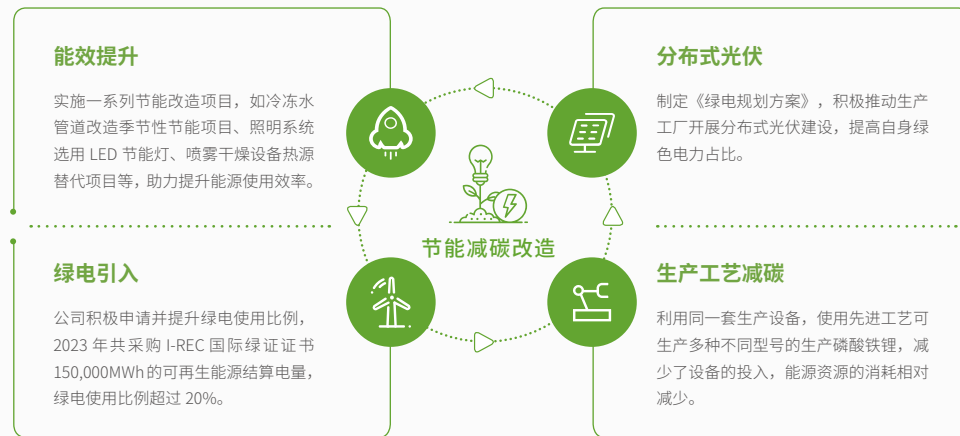 能效提升
实施一系列节能改造项目，如冷冻水
管道改造季节性节能项目、照明系统
选用 LED 节能灯、喷雾干燥设备热源
替代项目等，助力提升能源使用效率。
分布式光伏
制定《绿电规划方案》，积极推动生产
工厂开展分布式光伏建设，提高自身绿
色电力占比。
节能减碳改造
绿电引入
公司积极申请并提升绿电使用比例，
2023 年共采购 I-REC 国际绿证证书
150,000MWh的可再生能源结算电量，
绿电使用比例超过 20%。
生产工艺减碳
利用同一套生产设备，使用先进工艺可
生产多种不同型号的生产磷酸铁锂，减
少了设备的投入，能源资源的消耗相对
减少。